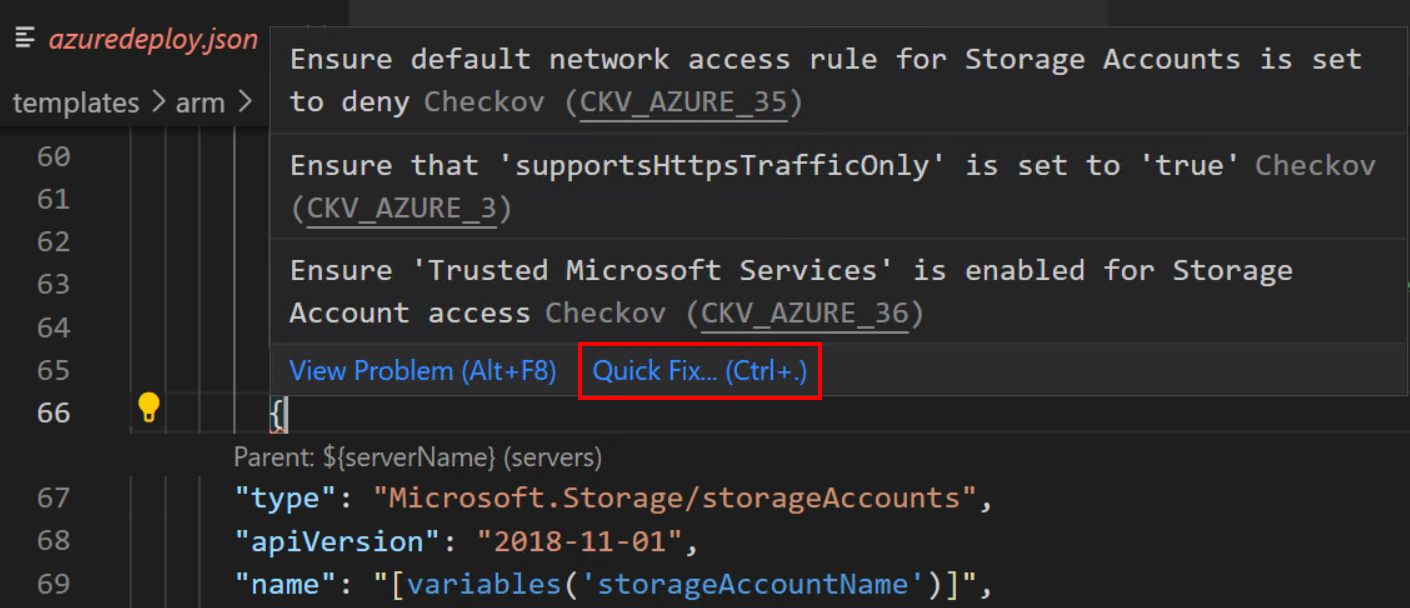 azuredeploy.json
templates > arm >
Ensure default network access rule for Storage Accounts is set
to deny Checkov (CKV_AZURE_35)
Ensure that 'supportsHttpsTrafficOnly' is set to 'true' Checkov
(CKV_AZURE_3)
Ensure 'Trusted Microsoft Services' is enabled for Storage
Account access Checkov (CKV_AZURE_36)
View Problem (Alt+F8) Quick Fix... (Ctrl+.)
60
61
62
63
64
65
66 {
Parent: ${serverName} (servers)
67 "type": "Microsoft.Storage/storageAccounts",
68 "apiVersion": "2018-11-01",
69 "name": "[variables('storageAccountName')]",